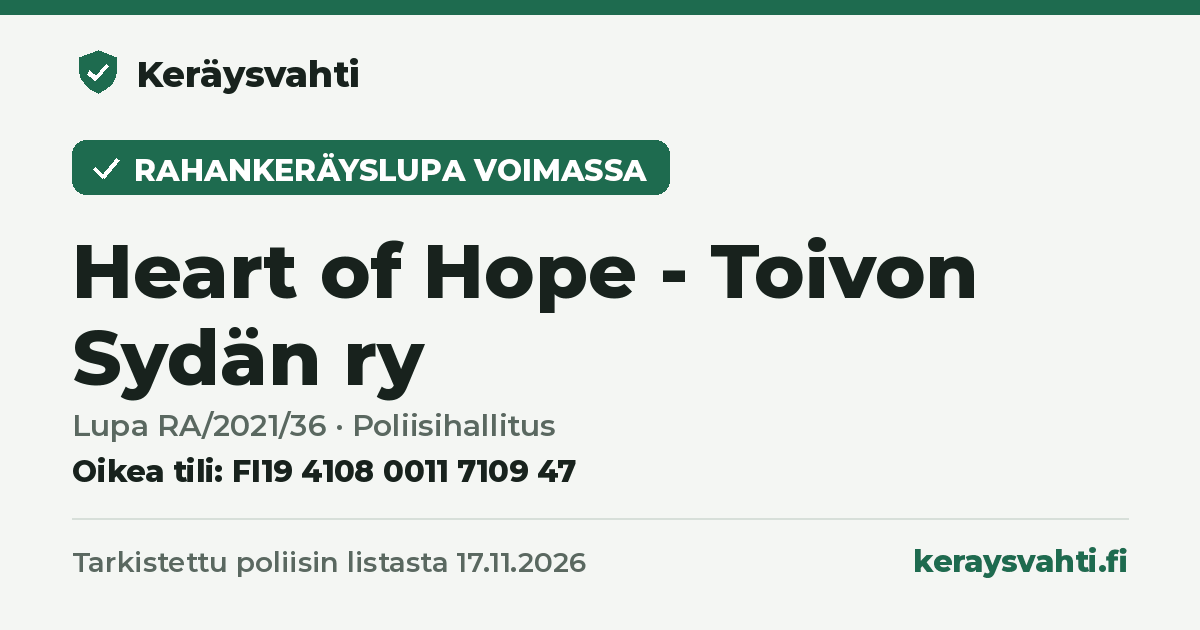 Keräysvahti
RAHANKERÄYSLUPA VOIMASSA
Heart of Hope - Toivon
Sydän ry
Lupa RA/2021/36 · Poliisihallitus
Oikea tili: FI19 4108 0011 7109 47
Tarkistettu poliisin listasta 17.11.2026
keraysvahti.fi